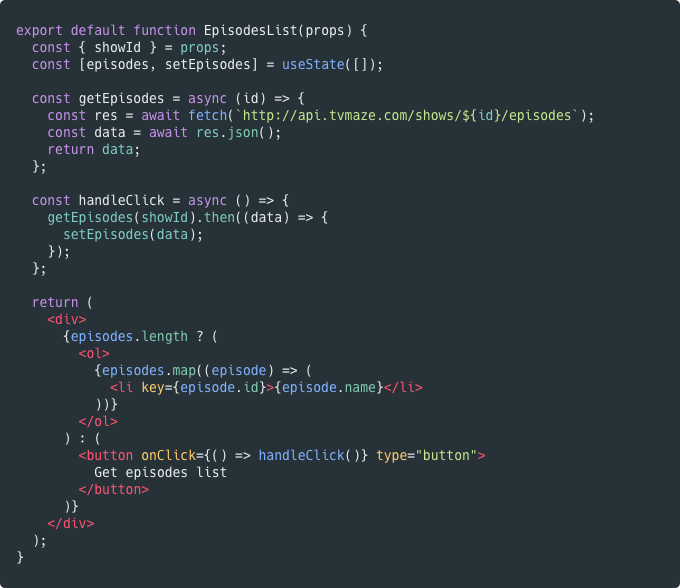 export default function EpisodesList(props) {
  const { showId } = props;
  const [episodes, setEpisodes] = useState([]);

  const getEpisodes = async (id) => {
    const res = await fetch(`http://api.tvmaze.com/shows/${id}/episodes`);
    const data = await res.json();
    return data;
  };

  const handleClick = async () => {
    getEpisodes(showId).then((data) => {
      setEpisodes(data);
    });
  };

  return (
    <div>
      {episodes.length ? (
        <ol>
          {episodes.map((episode) => (
            <li key={episode.id}>{episode.name}</li>
          ))}
        </ol>
      ) : (
        <button onClick={() => handleClick()} type="button">
          Get episodes list
        </button>
      )}
    </div>
  );
}